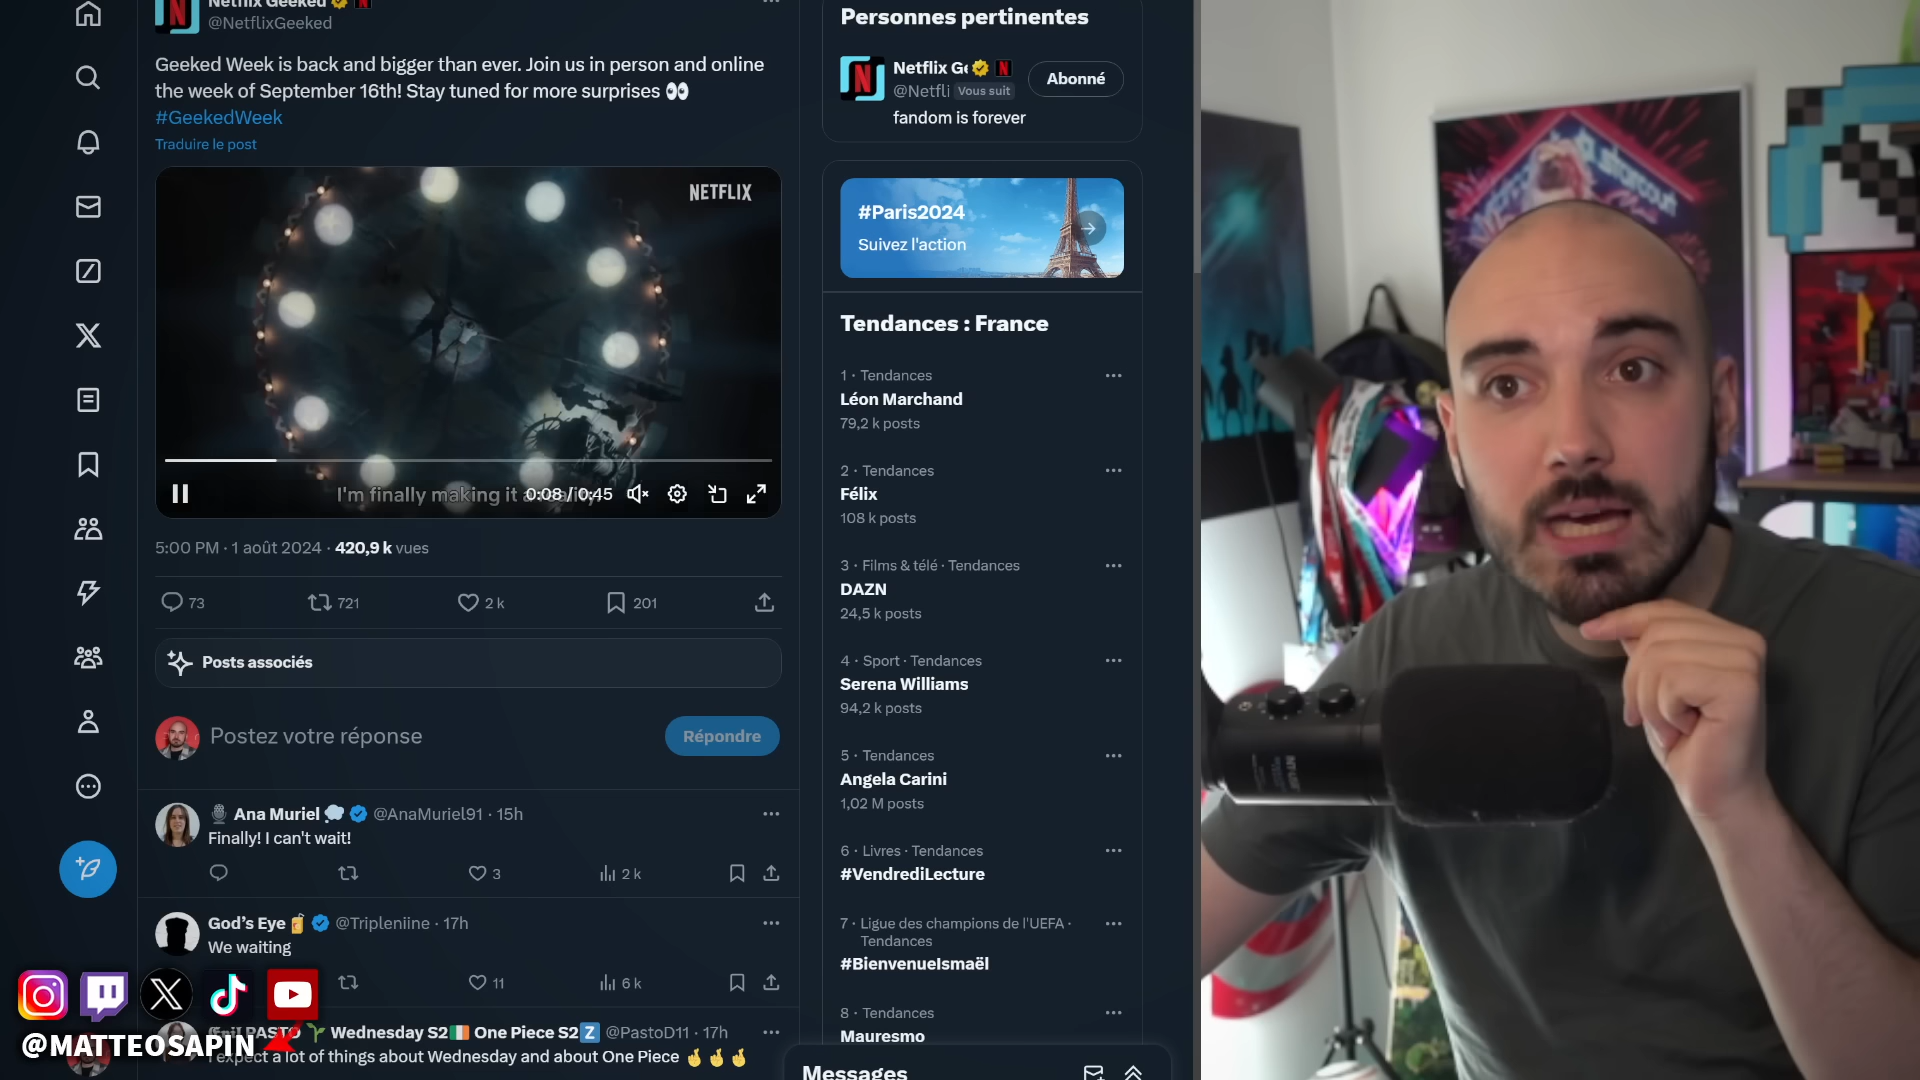 Netflix Geeked
@NetflixGeeked
Geeked Week is back and bigger than ever. Join us in person and online
the week of September 16th! Stay tuned for more surprises 👀
#GeekedWeek
Traduire le post
NETFLIX
I'm finally making it a
0:08 / 0:45
5:00 PM · 1 août 2024 · 420,9 k vues
73
721
2 k
201
Posts associés
Postez votre réponse
Répondre
Ana Muriel @AnaMuriel91 · 15h
Finally! I can't wait!
3
2 k
God's Eye @Tripleniine · 17h
We waiting
11
6 k
PASTO Wednesday S2 One Piece S2 @PastoD11 · 17h
I expect a lot of things about Wednesday and about One Piece 🤞🤞🤞
@MATTEOSAPIN
Personnes pertinentes
Netflix Ge
@Netfli Vous suit
Abonné
fandom is forever
#Paris2024
Suivez l'action
Tendances : France
1 · Tendances
Léon Marchand
79,2 k posts
2 · Tendances
Félix
108 k posts
3 · Films & télé · Tendances
DAZN
24,5 k posts
4 · Sport · Tendances
Serena Williams
94,2 k posts
5 · Tendances
Angela Carini
1,02 M posts
6 · Livres · Tendances
#VendrediLecture
7 · Ligue des champions de l'UEFA ·
Tendances
#BienvenueIsmaël
8 · Tendances
Mauresmo
Messages